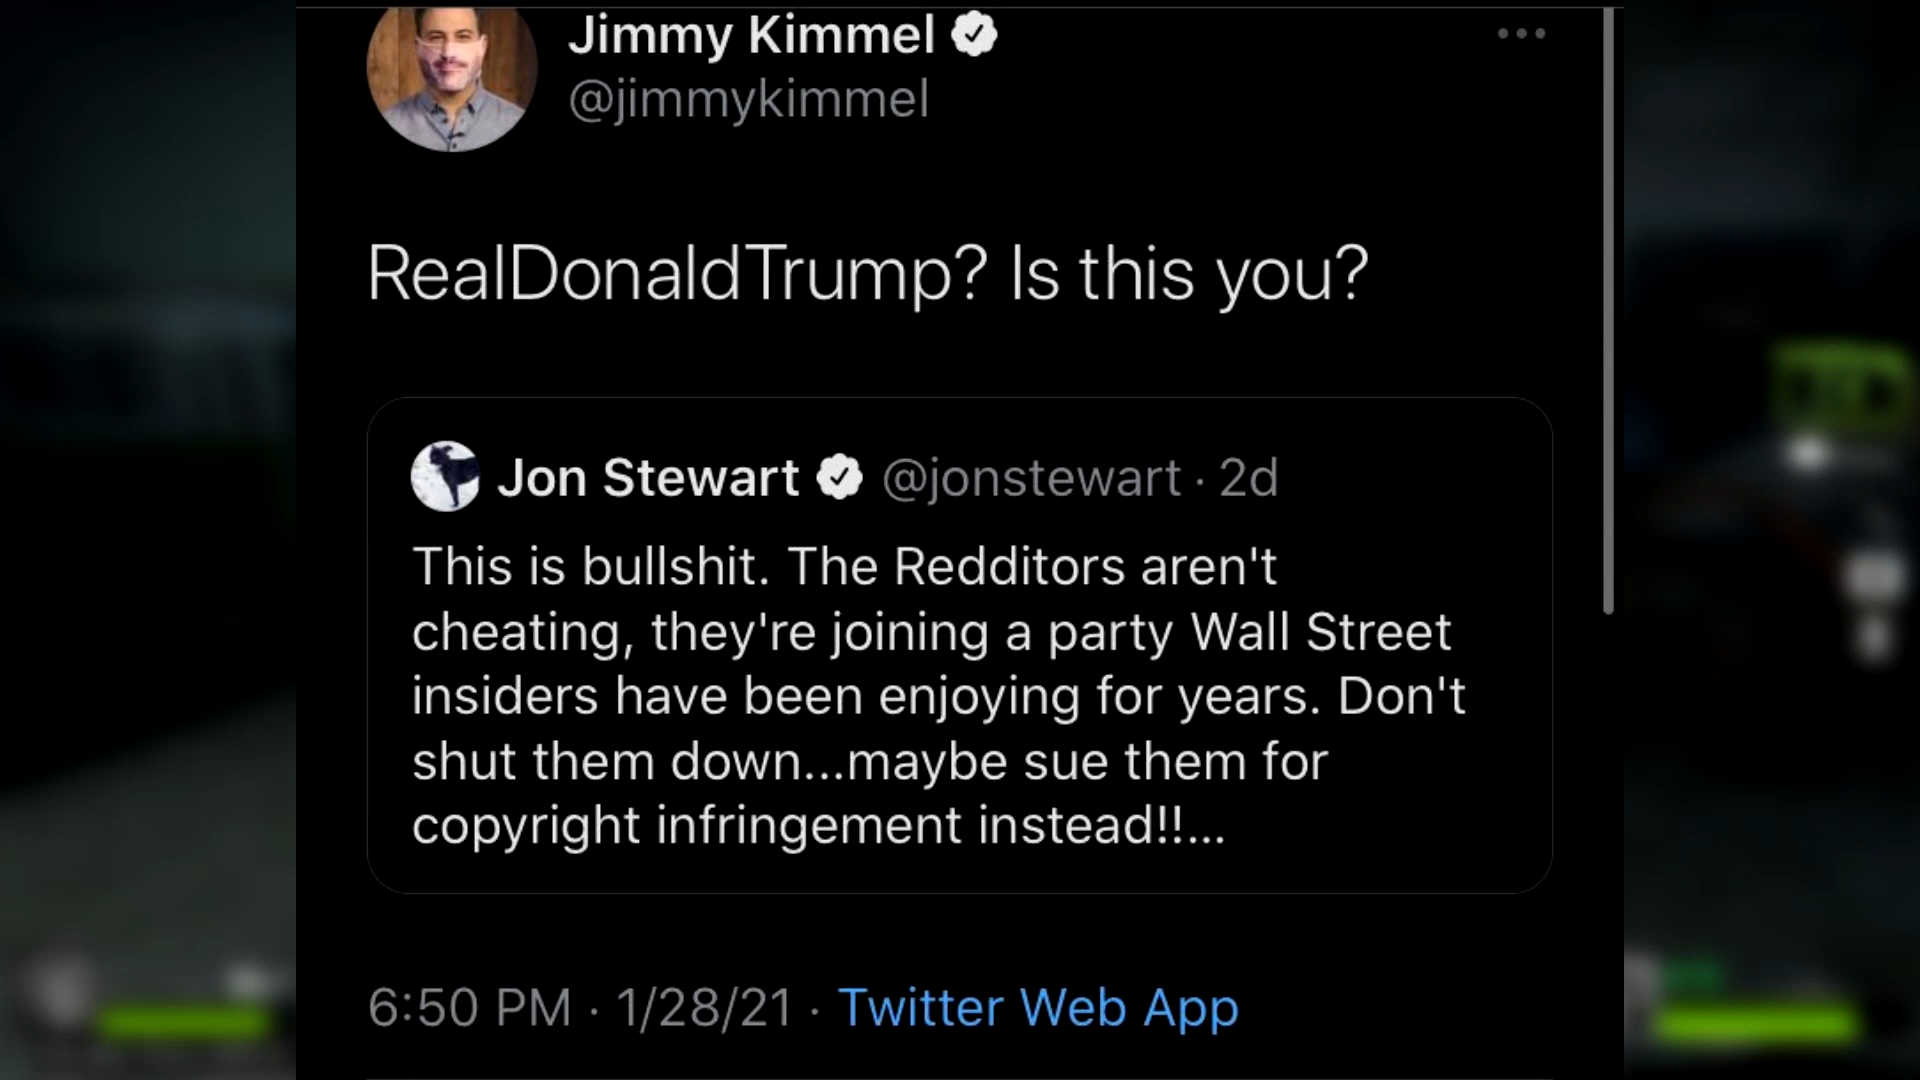 Jimmy Kimmel
@jimmykimmel
RealDonaldTrump? Is this you?
Jon Stewart @jonstewart · 2d
This is bullshit. The Redditors aren't
cheating, they're joining a party Wall Street
insiders have been enjoying for years. Don't
shut them down...maybe sue them for
copyright infringement instead!!...
6:50 PM · 1/28/21 · Twitter Web App